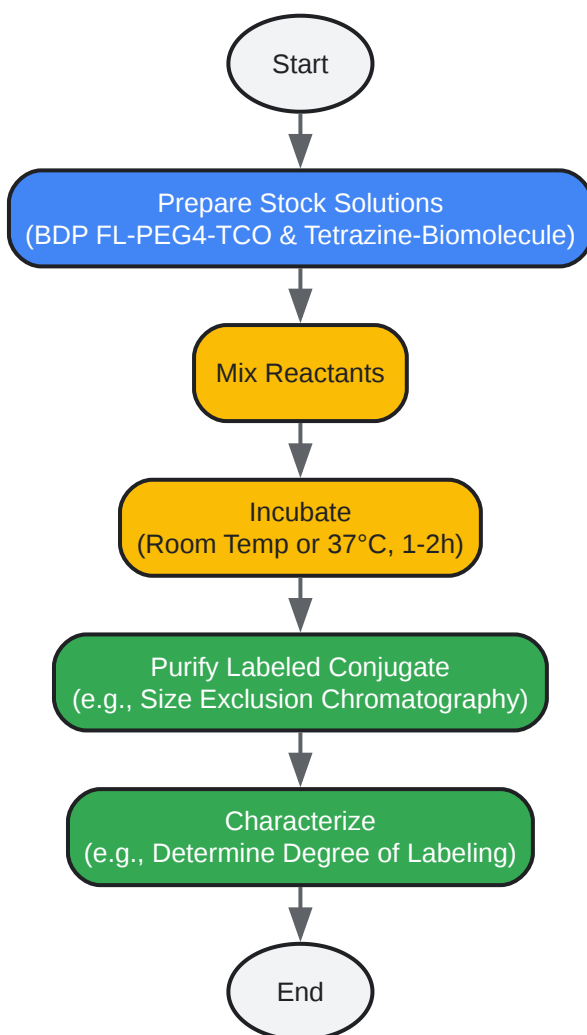 Start
Prepare Stock Solutions
(BDP FL-PEG4-TCO & Tetrazine-Biomolecule)
Mix Reactants
Incubate
(Room Temp or 37°C, 1-2h)
Purify Labeled Conjugate
(e.g., Size Exclusion Chromatography)
Characterize
(e.g., Determine Degree of Labeling)
End